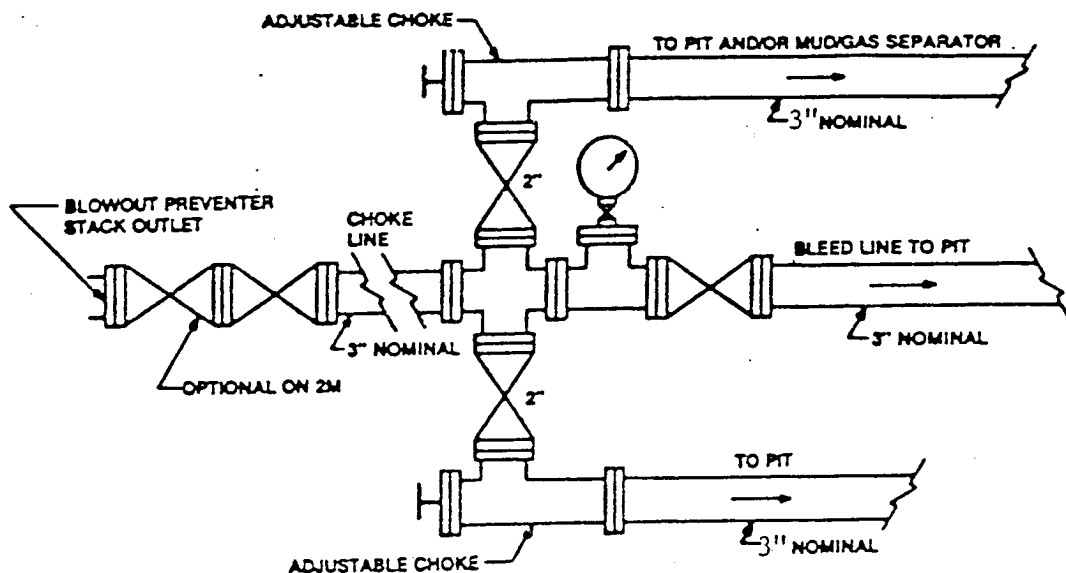 ADJUSTABLE CHOKE
TO PIT AND/OR MUD/GAS SEPARATOR
3" NOMINAL
2"
BLOWOUT PREVENTER
STACK OUTLET
CHOKE
LINE
BLEED LINE TO PIT
3" NOMINAL
3" NOMINAL
OPTIONAL ON 2M
2"
TO PIT
3" NOMINAL
ADJUSTABLE CHOKE